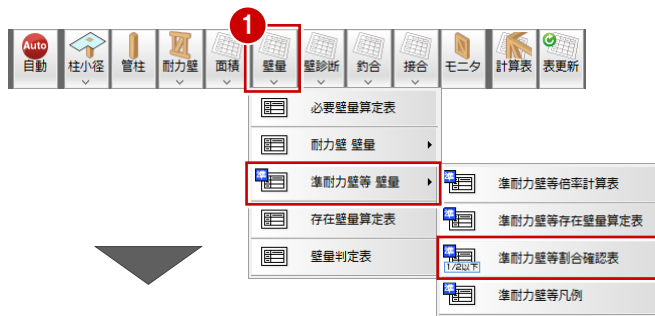 1
Auto
自動
柱小径
管柱
耐力壁
面積
壁量
壁診断
釣合
接合
モニタ
計算表
表更新
必要壁量算定表
耐力壁 壁量
準
準耐力壁等 壁量
存在壁量算定表
壁量判定表
準
準耐力壁等倍率計算表
準
準耐力壁等存在壁量算定表
準
1/2以下
準耐力壁等割合確認表
準
準耐力壁等凡例